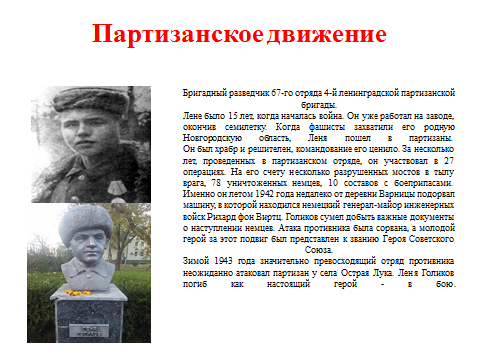 Партизанское движение
Бригадный разведчик 67-го отряда 4-й ленинградской партизанской
бригады.
Лене было 15 лет, когда началась война. Он уже работал на заводе,
окончив семилетку. Когда фашисты захватили его родную
Новгородскую область, Леня пошел в партизаны.
Он был храбр и решителен, командование его ценило. За несколько
лет, проведенных в партизанском отряде, он участвовал в 27
операциях. На его счету несколько разрушенных мостов в тылу
врага, 78 уничтоженных немцев, 10 составов с боеприпасами.
Именно он летом 1942 года недалеко от деревни Варницы подорвал
машину, в которой находился немецкий генерал-майор инженерных
войск Рихард фон Виртц. Голиков сумел добыть важные документы
о наступлении немцев. Атака противника была сорвана, а молодой
герой за этот подвиг был представлен к званию Героя Советского
Союза.
Зимой 1943 года значительно превосходящий отряд противника
неожиданно атаковал партизан у села Острая Лука. Леня Голиков
погиб как настоящий герой - в бою.